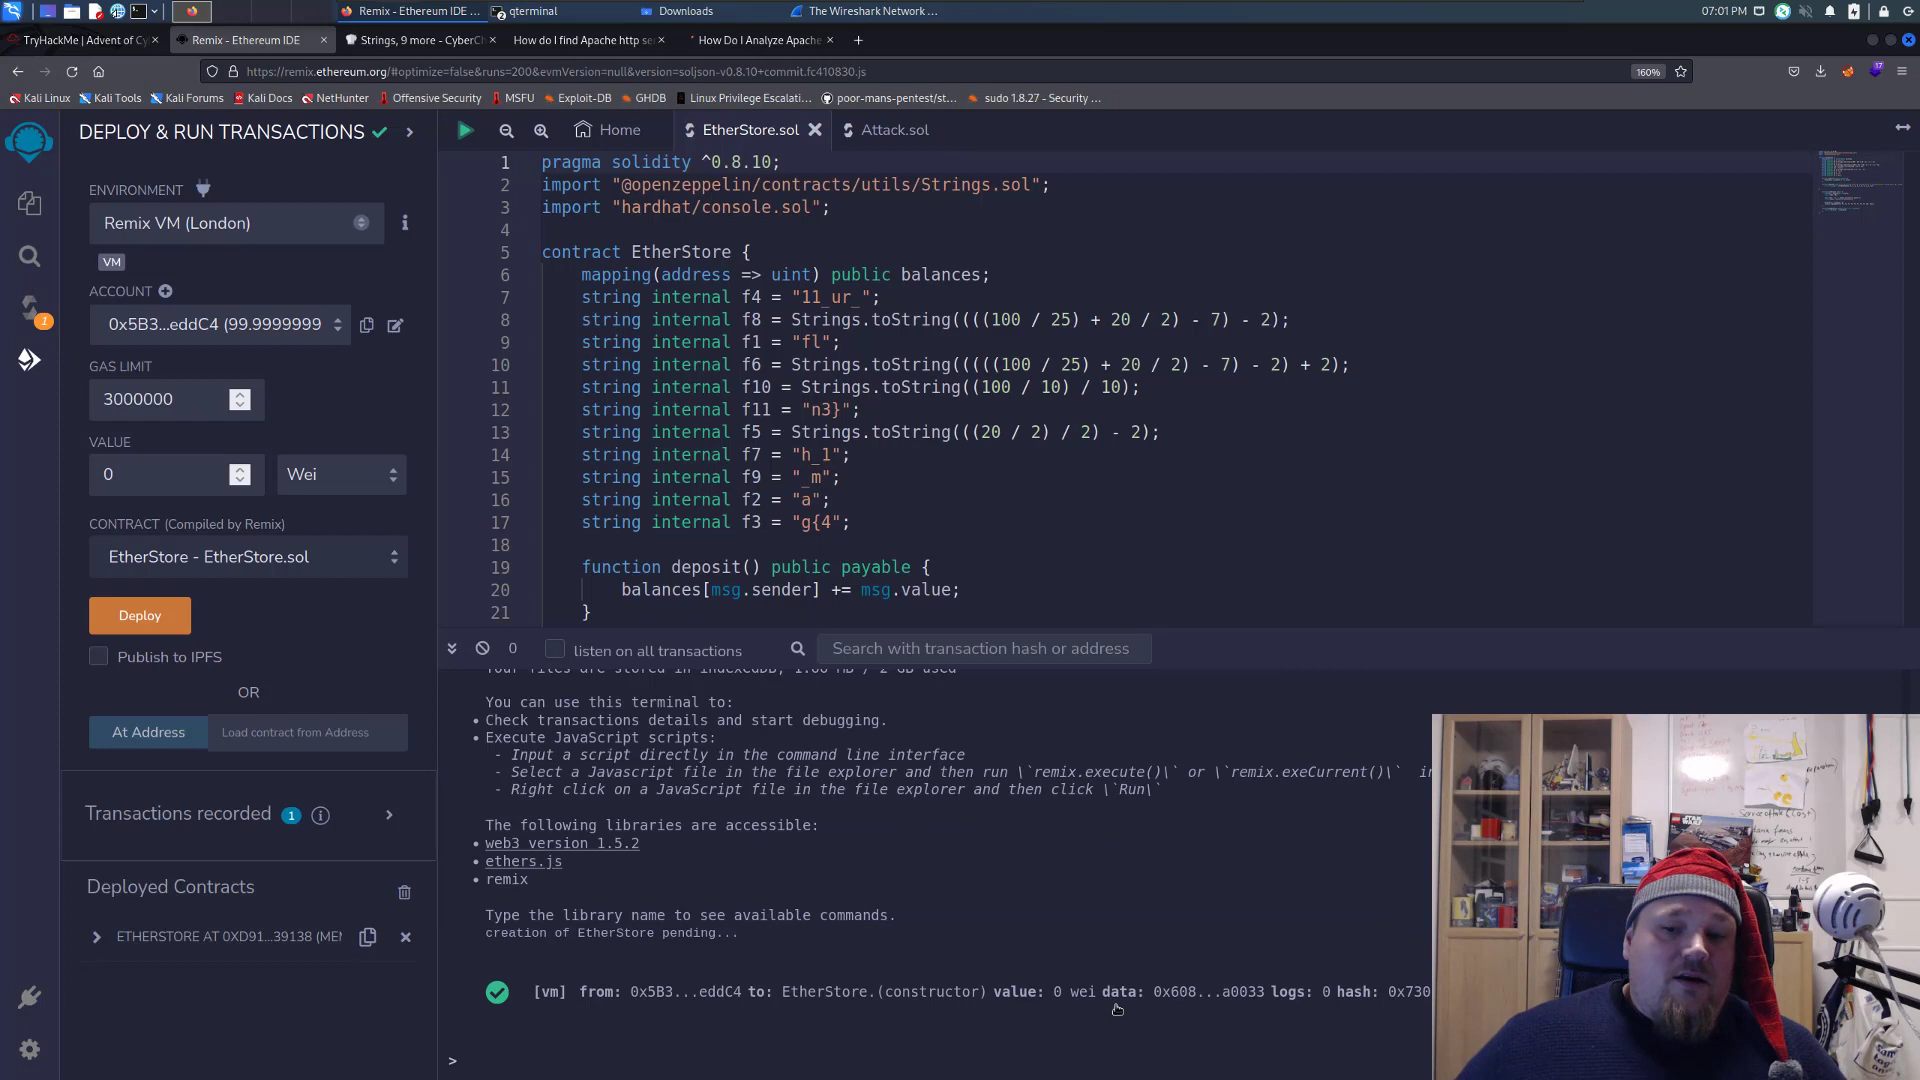 Remix - Ethereum IDE ...
qterminal
Downloads
The Wireshark Network ...
07:01 PM
TryHackMe | Advent of Cy
Remix - Ethereum IDE
Strings, 9 more - CyberCh
How do I find Apache http se
How Do I Analyze Apache
https://remix.ethereum.org/#optimize=false&runs=200&evmVersion=null&version=soljson-v0.8.10+commit.fc410830.js
160%
17
Kali Linux
Kali Tools
Kali Forums
Kali Docs
NetHunter
Offensive Security
MSFU
Exploit-DB
GHDB
Linux Privilege Escalati...
poor-mans-pentest/st...
sudo 1.8.27 - Security ...
DEPLOY & RUN TRANSACTIONS
Home
EtherStore.sol
Attack.sol
ENVIRONMENT
Remix VM (London)
VM
ACCOUNT
0x5B3...eddC4 (99.9999999
1
GAS LIMIT
3000000
VALUE
0
Wei
CONTRACT (Compiled by Remix)
EtherStore - EtherStore.sol
Deploy
Publish to IPFS
OR
At Address
Load contract from Address
Transactions recorded 1
Deployed Contracts
ETHERSTORE AT 0XD91...39138 (MEM
1 pragma solidity ^0.8.10;
2 import "@openzeppelin/contracts/utils/Strings.sol";
3 import "hardhat/console.sol";
4
5 contract EtherStore {
6 mapping(address => uint) public balances;
7 string internal f4 = "11_ur_";
8 string internal f8 = Strings.toString((((100 / 25) + 20 / 2) - 7) - 2);
9 string internal f1 = "fl";
10 string internal f6 = Strings.toString(((((100 / 25) + 20 / 2) - 7) - 2) + 2);
11 string internal f10 = Strings.toString((100 / 10) / 10);
12 string internal f11 = "n3}";
13 string internal f5 = Strings.toString(((20 / 2) / 2) - 2);
14 string internal f7 = "h_1";
15 string internal f9 = "_m";
16 string internal f2 = "a";
17 string internal f3 = "g{4";
18
19 function deposit() public payable {
20 balances[msg.sender] += msg.value;
21 }
0
listen on all transactions
Search with transaction hash or address
Your files are stored in IndexedDB, 1.06 MB / 2 GB used
You can use this terminal to:
• Check transactions details and start debugging.
• Execute JavaScript scripts:
- Input a script directly in the command line interface
- Select a Javascript file in the file explorer and then run \`remix.execute()\` or \`remix.exeCurrent()\` in
- Right click on a JavaScript file in the file explorer and then click \`Run\`
The following libraries are accessible:
• web3 version 1.5.2
• ethers.js
• remix
Type the library name to see available commands.
creation of EtherStore pending...
[vm] from: 0x5B3...eddC4 to: EtherStore.(constructor) value: 0 wei data: 0x608...a0033 logs: 0 hash: 0x730
>
STAR WARS